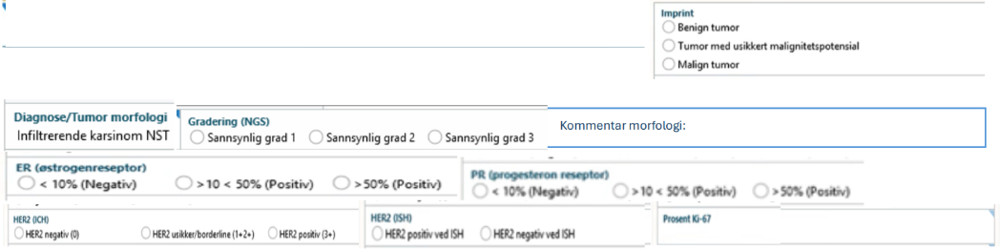 Imprint
Benign tumor
Tumor med usikkert malignitetspotensial
Malign tumor
Diagnose/Tumor morfologi
Infiltrerende karsinom NST
Gradering (NGS)
Sannsynlig grad 1 Sannsynlig grad 2 Sannsynlig grad 3
Kommentar morfologi:
ER (østrogenreseptor)
< 10% (Negativ) >10 < 50% (Positiv) >50% (Positiv)
PR (progesteron reseptor)
< 10% (Negativ) >10 < 50% (Positiv) >50% (Positiv)
HER2 (ICH)
HER2 negativ (0) HER2 usikker/borderline (1+2+) HER2 positiv (3+)
HER2 (ISH)
HER2 positiv ved ISH HER2 negativ ved ISH
Prosent Ki-67